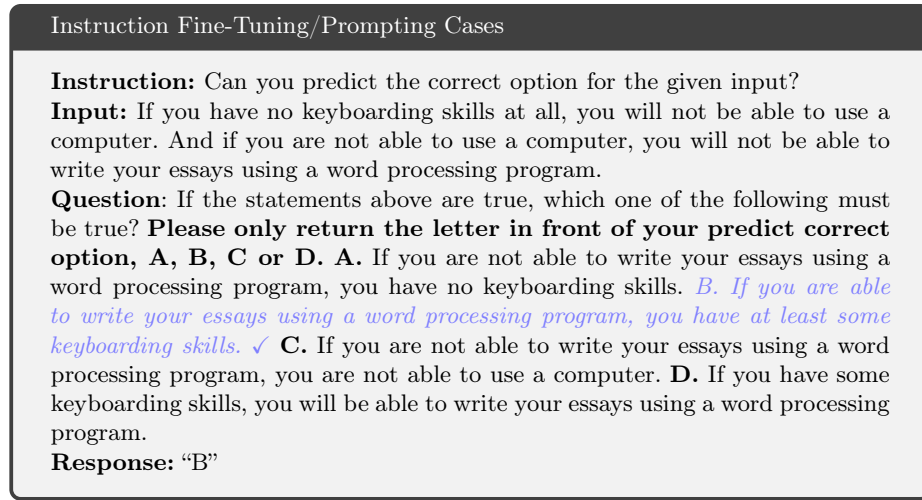 Instruction Fine-Tuning/Prompting Cases
Instruction: Can you predict the correct option for the given input?
Input: If you have no keyboarding skills at all, you will not be able to use a
computer. And if you are not able to use a computer, you will not be able to
write your essays using a word processing program.
Question: If the statements above are true, which one of the following must
be true? Please only return the letter in front of your predict correct
option, A, B, C or D. A. If you are not able to write your essays using a
word processing program, you have no keyboarding skills. B. If you are able
to write your essays using a word processing program, you have at least some
keyboarding skills. ✓ C. If you are not able to write your essays using a word
processing program, you are not able to use a computer. D. If you have some
keyboarding skills, you will be able to write your essays using a word processing
program.
Response: “B”